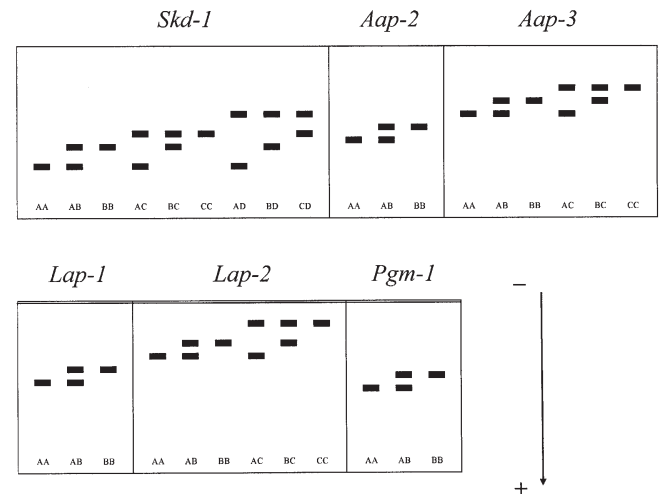 Skd-1 Aap-2 Aap-3
AA AB BB AC BC CC AD BD CD AA AB BB AA AB BB AC BC CC
Lap-1 Lap-2 Pgm-1
−
AA AB BB AA AB BB AC BC CC AA AB BB
+